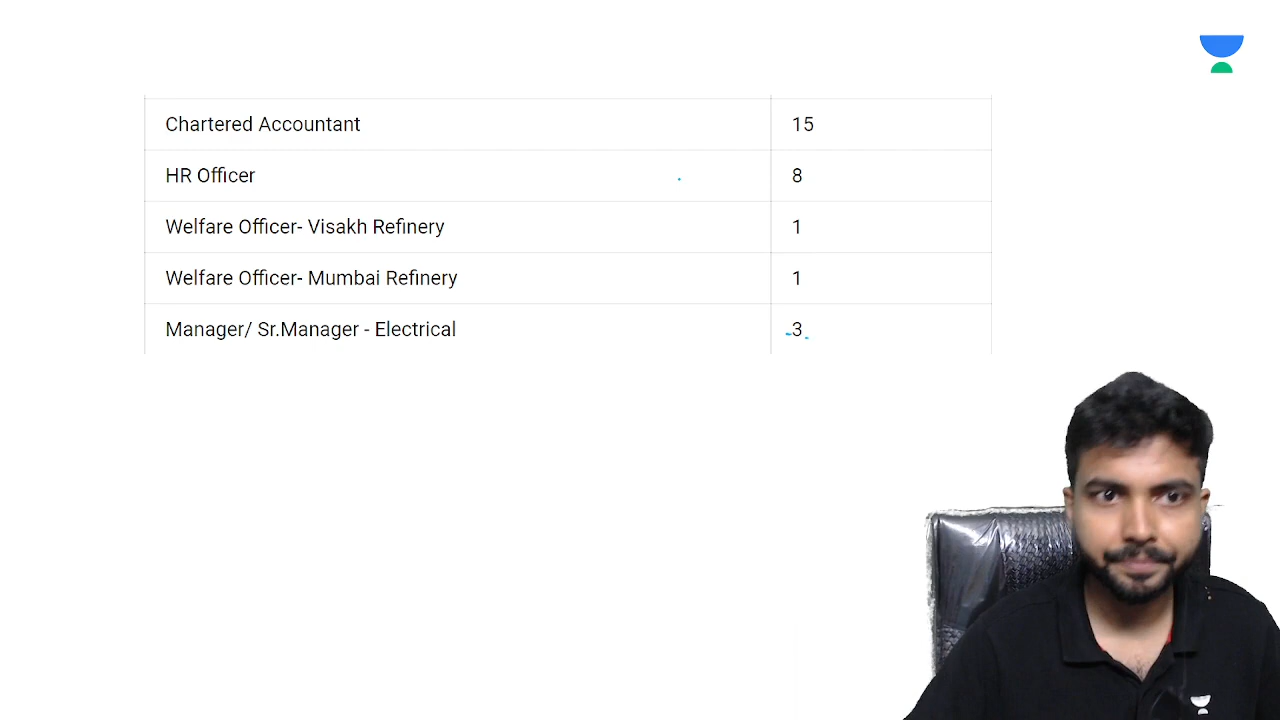 Chartered Accountant 15
HR Officer 8
Welfare Officer- Visakh Refinery 1
Welfare Officer- Mumbai Refinery 1
Manager/ Sr.Manager - Electrical 3